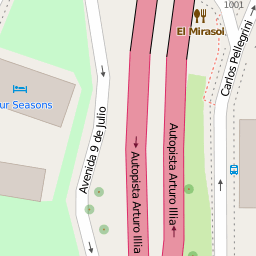 1001
El Mirasol
Carlos Pellegrini
ur Seasons
Avenida 9 de Julio
Autopista Arturo Illia
Autopista Arturo Illia